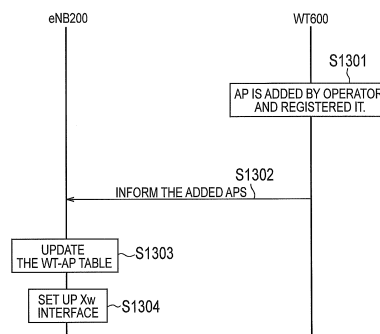 eNB200
WT600
S1301
AP IS ADDED BY OPERATOR
AND REGISTERED IT.
S1302
INFORM THE ADDED APS
UPDATE
THE WT-AP TABLE
S1303
SET UP Xw
INTERFACE
S1304